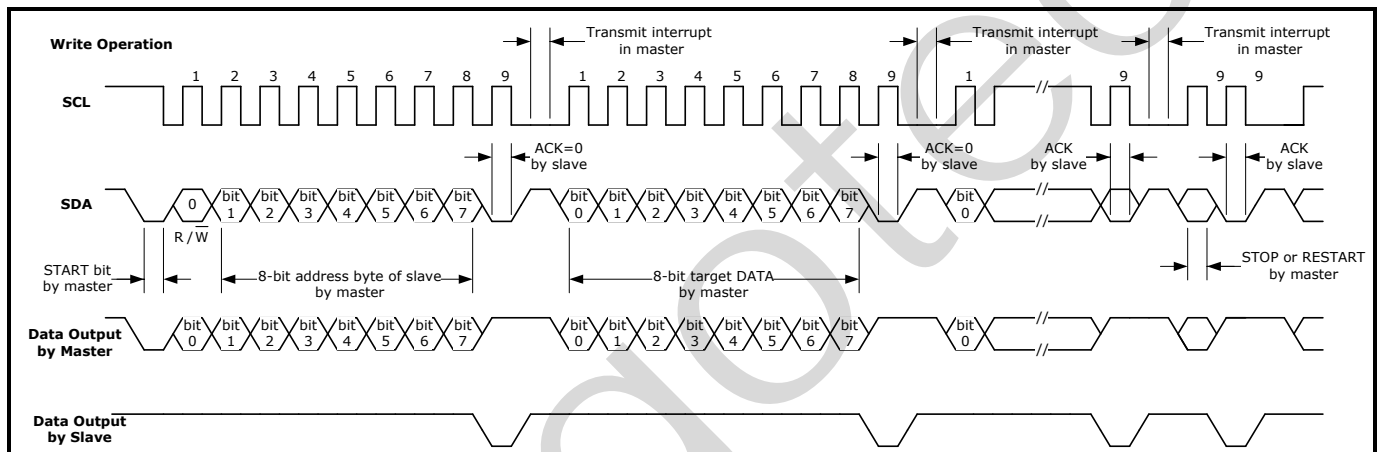 Write Operation
Transmit interrupt
in master
Transmit interrupt
in master
Transmit interrupt
in master
SCL
1 2 3 4 5 6 7 8 9 1 2 3 4 5 6 7 8 9 1 // 9 9 9
ACK=0
by slave
ACK=0
by slave
ACK
by slave
ACK
by slave
SDA
0 bit 1 bit 2 bit 3 bit 4 bit 5 bit 6 bit 7 bit 0 bit 1 bit 2 bit 3 bit 4 bit 5 bit 6 bit 7 bit 0 //
R/W
START bit
by master
8-bit address byte of slave
by master
8-bit target DATA
by master
STOP or RESTART
by master
Data Output
by Master
bit 0 bit 1 bit 2 bit 3 bit 4 bit 5 bit 6 bit 7 bit 0 bit 1 bit 2 bit 3 bit 4 bit 5 bit 6 bit 7 bit 0 //
Data Output
by Slave
//
gote